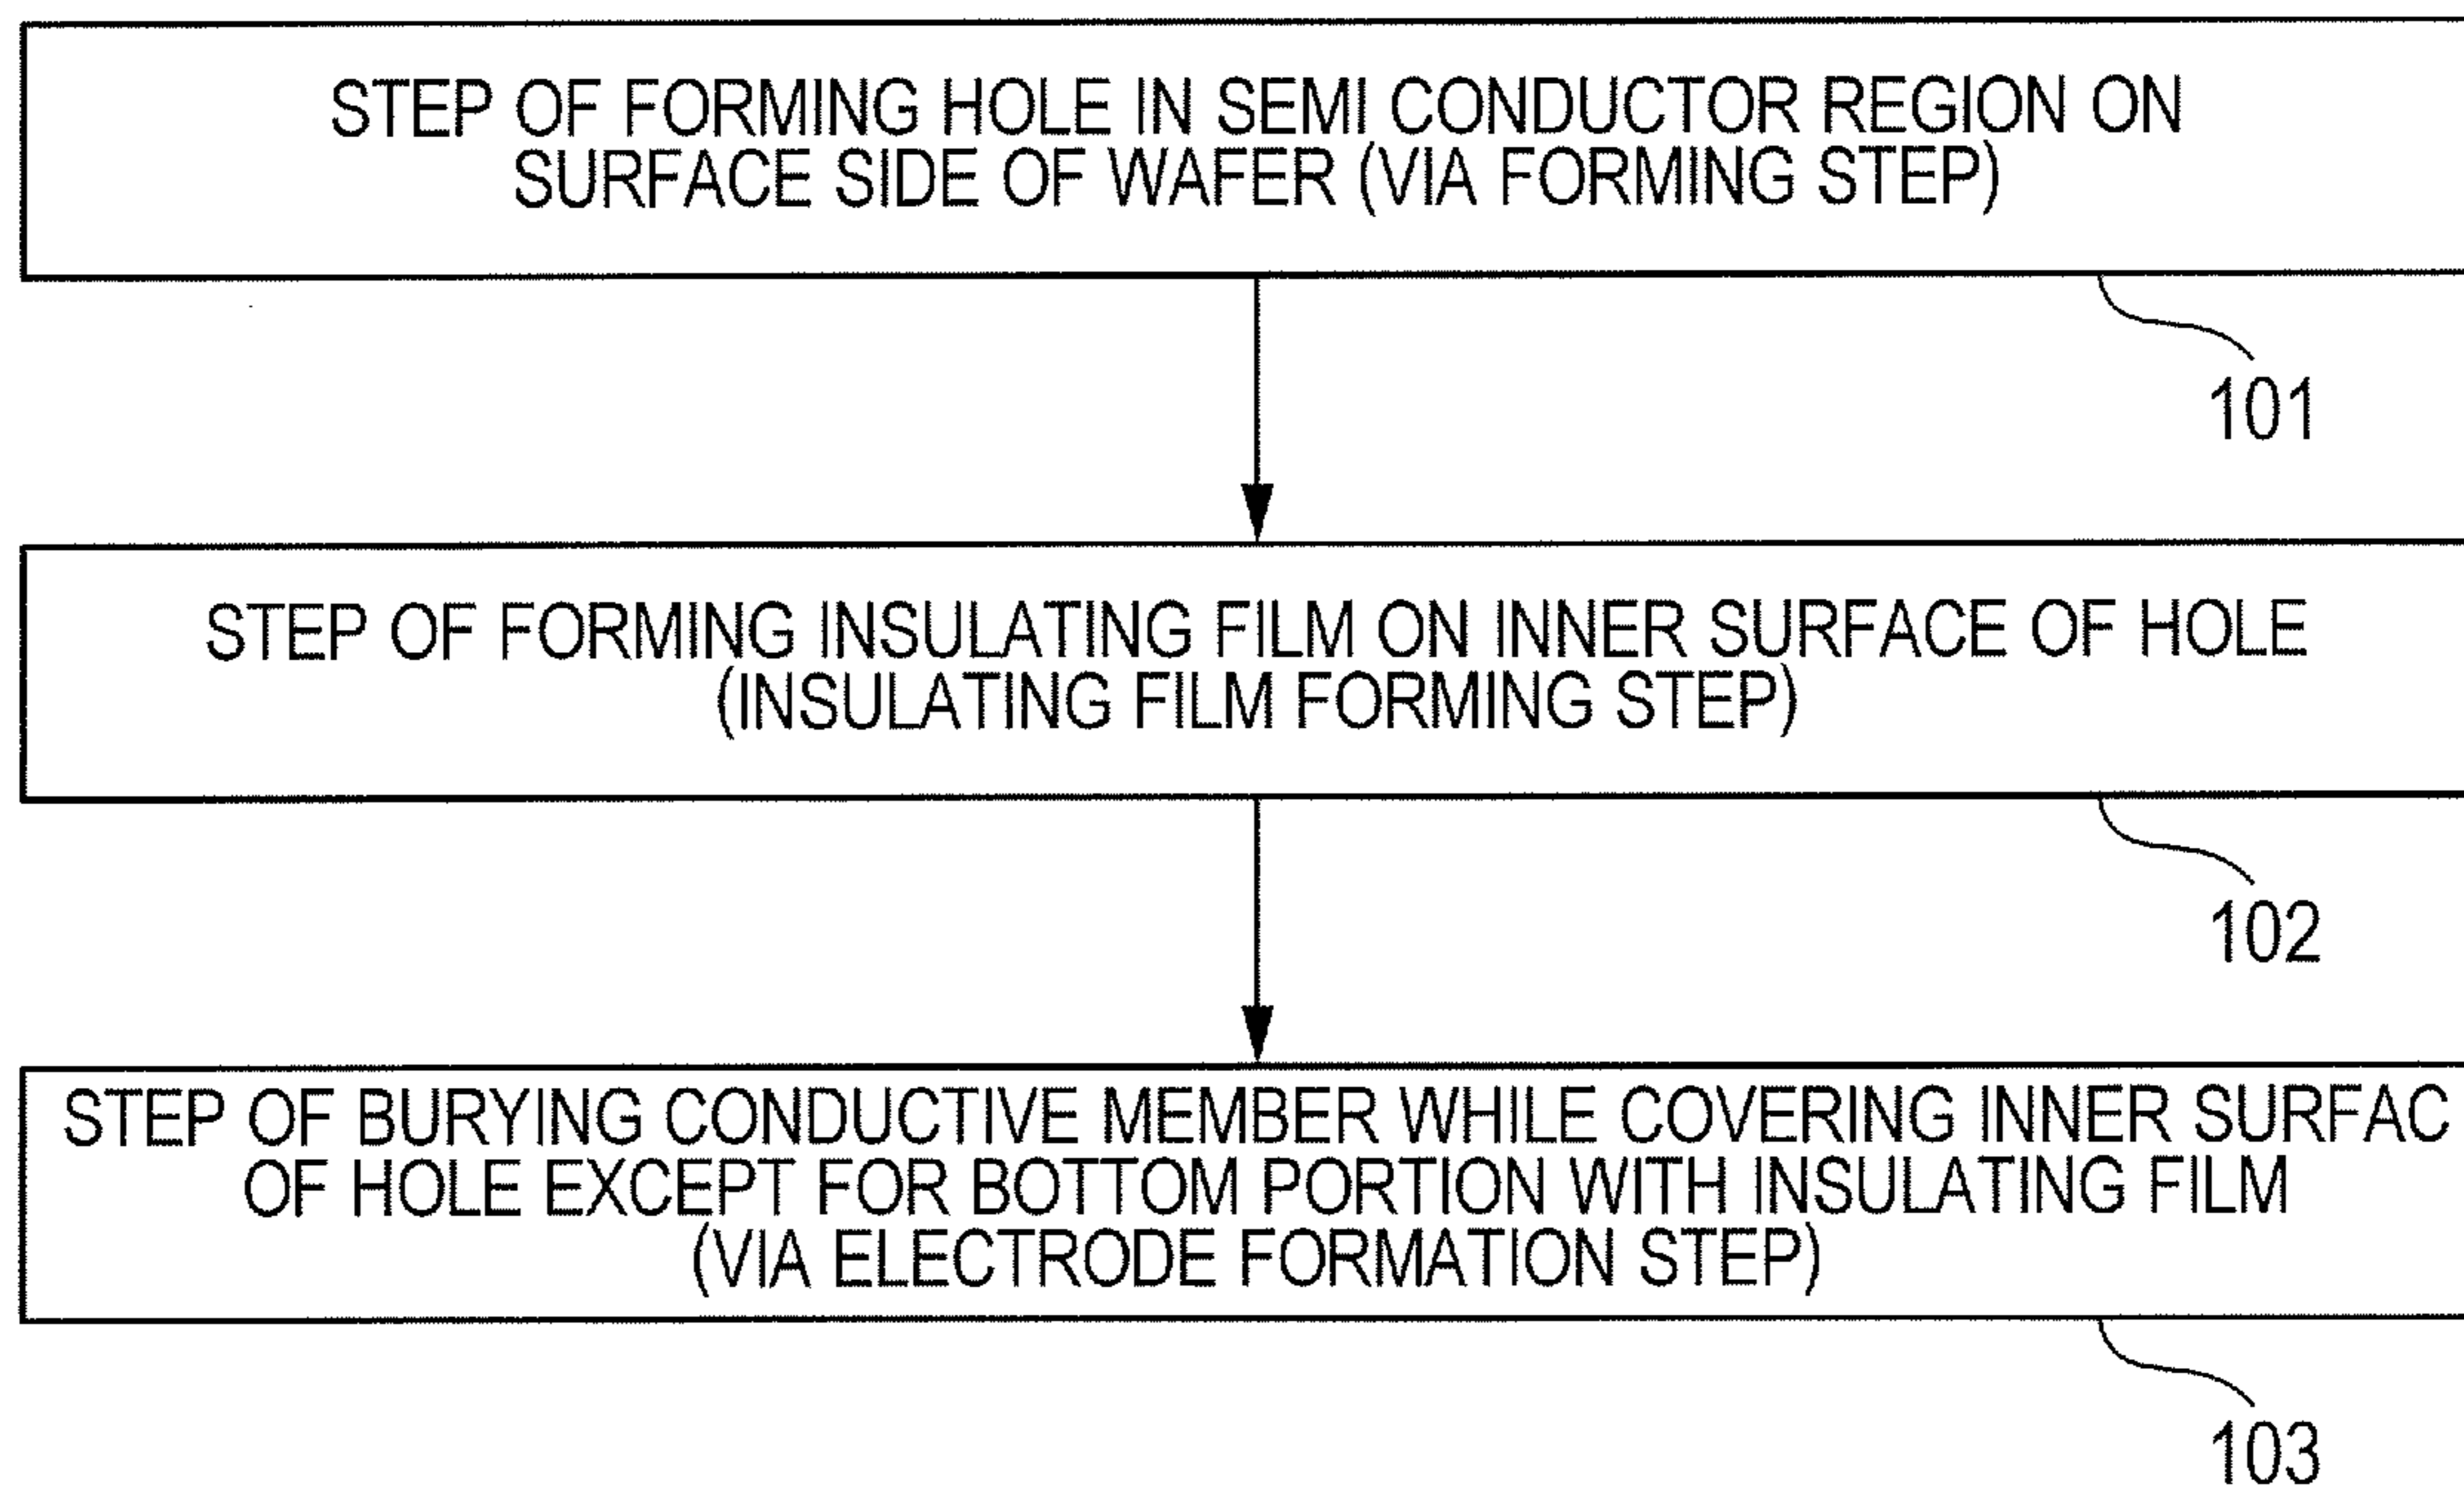 STEP OF FORMING HOLE IN SEMI CONDUCTOR REGION ON
SURFACE SIDE OF WAFER (VIA FORMING STEP)
101
STEP OF FORMING INSULATING FILM ON INNER SURFACE OF HOLE
(INSULATING FILM FORMING STEP)
102
STEP OF BURYING CONDUCTIVE MEMBER WHILE COVERING INNER SURFAC
OF HOLE EXCEPT FOR BOTTOM PORTION WITH INSULATING FILM
(VIA ELECTRODE FORMATION STEP)
103